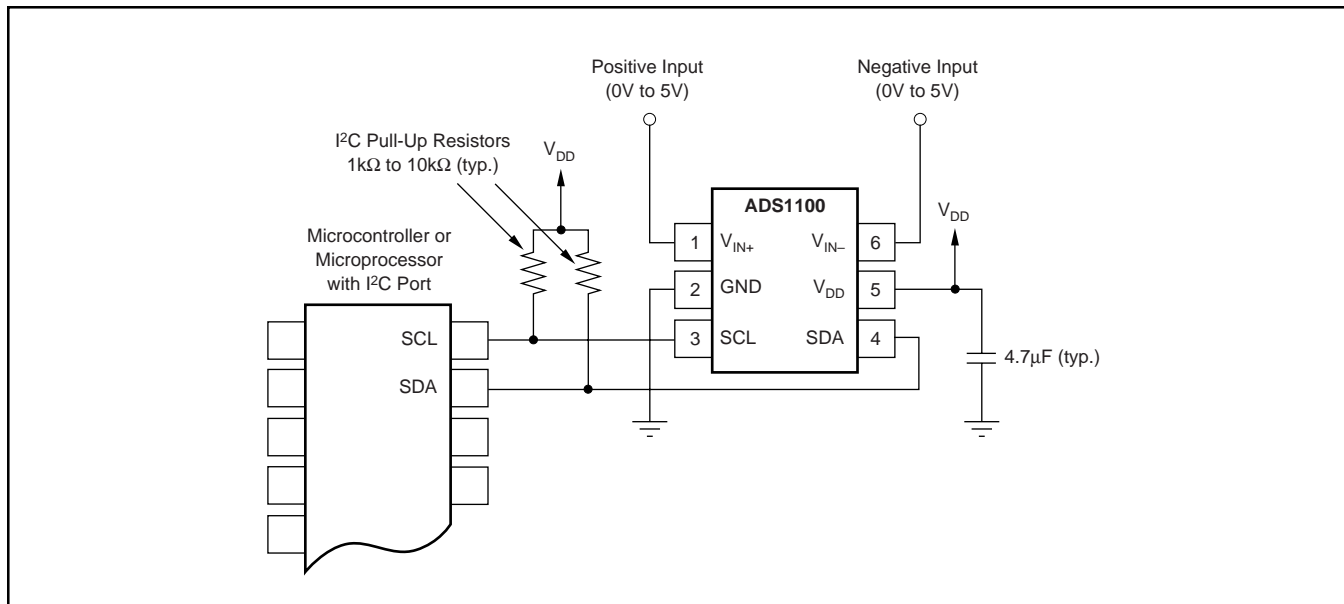 Positive Input
(0V to 5V)
Negative Input
(0V to 5V)
I²C Pull-Up Resistors
1kΩ to 10kΩ (typ.)
V_DD
Microcontroller or
Microprocessor
with I²C Port
SCL
SDA
ADS1100
1 V_IN+ V_IN– 6
2 GND V_DD 5
3 SCL SDA 4
V_DD
4.7μF (typ.)